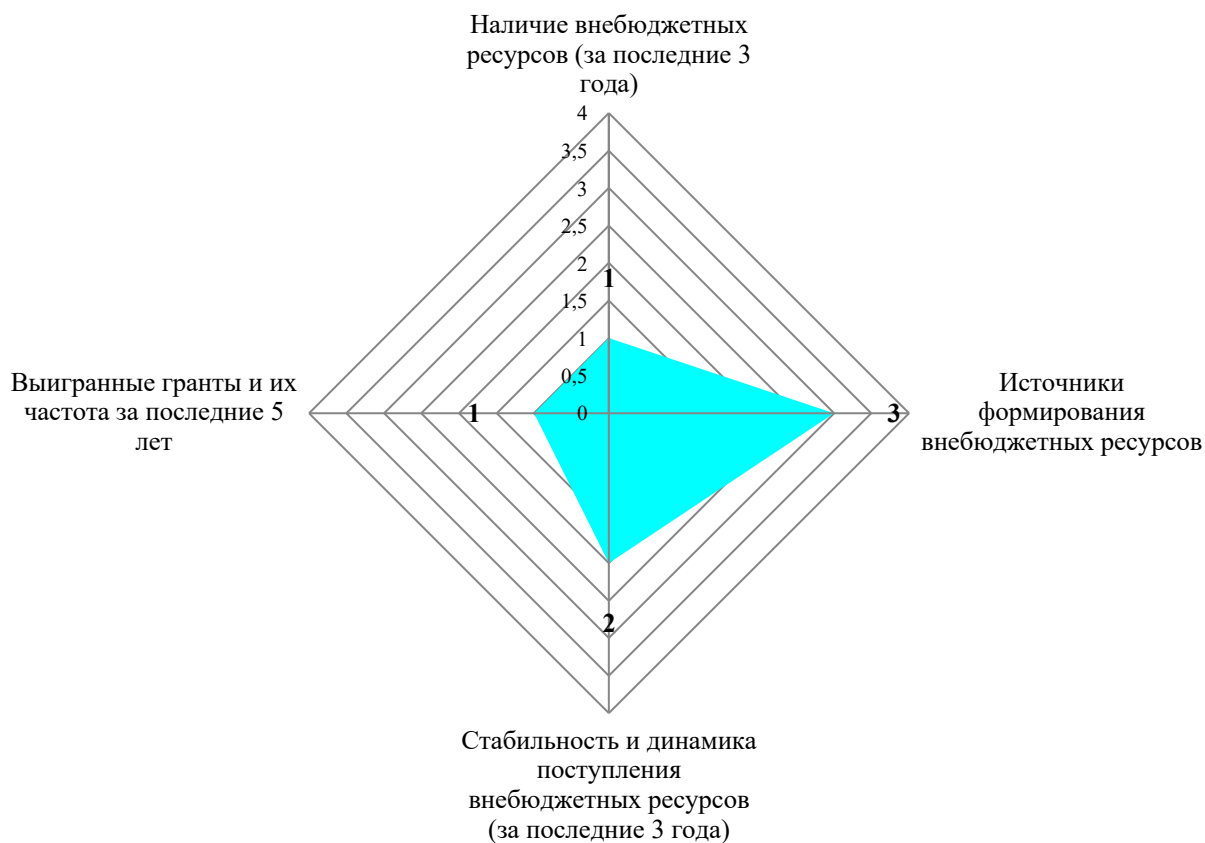 Наличие внебюджетных
ресурсов (за последние 3
года)
4
3,5
3
2,5
2
1
1,5
1
0,5
0
Выигранные гранты и их
частота за последние 5
лет
1
3
Источники
формирования
внебюджетных ресурсов
2
Стабильность и динамика
поступления
внебюджетных ресурсов
(за последние 3 года)